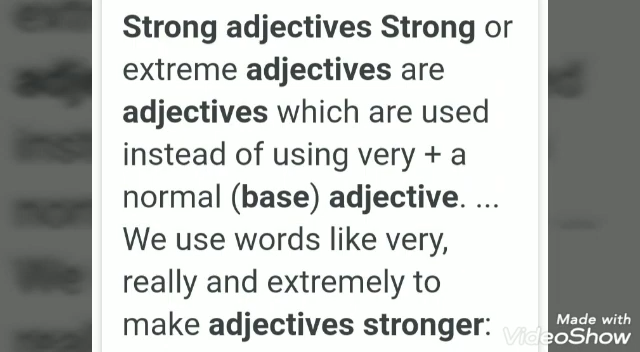 Strong adjectives Strong or
extreme adjectives are
adjectives which are used
instead of using very + a
normal (base) adjective. ...
We use words like very,
really and extremely to
make adjectives stronger:
Made with
VideoShow